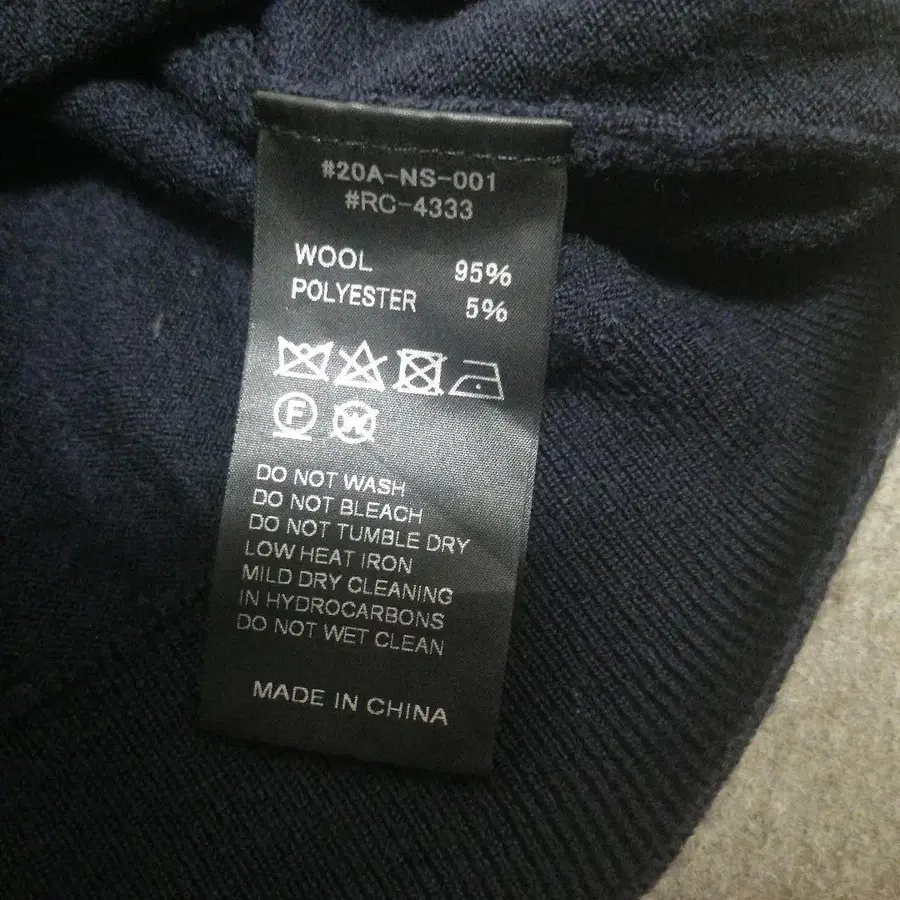 #20A-NS-001
#RC-4333
WOOL 95%
POLYESTER 5%
F W
DO NOT WASH
DO NOT BLEACH
DO NOT TUMBLE DRY
LOW HEAT IRON
MILD DRY CLEANING
IN HYDROCARBONS
DO NOT WET CLEAN
MADE IN CHINA